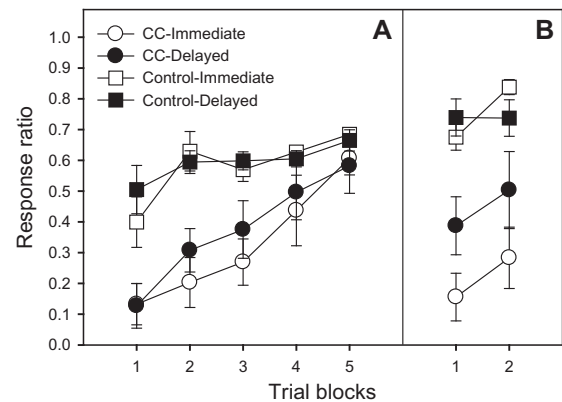 A
B
CC-Immediate
CC-Delayed
Control-Immediate
Control-Delayed
Response ratio
1.0
0.9
0.8
0.7
0.6
0.5
0.4
0.3
0.2
0.1
0.0
1 2 3 4 5 1 2
Trial blocks